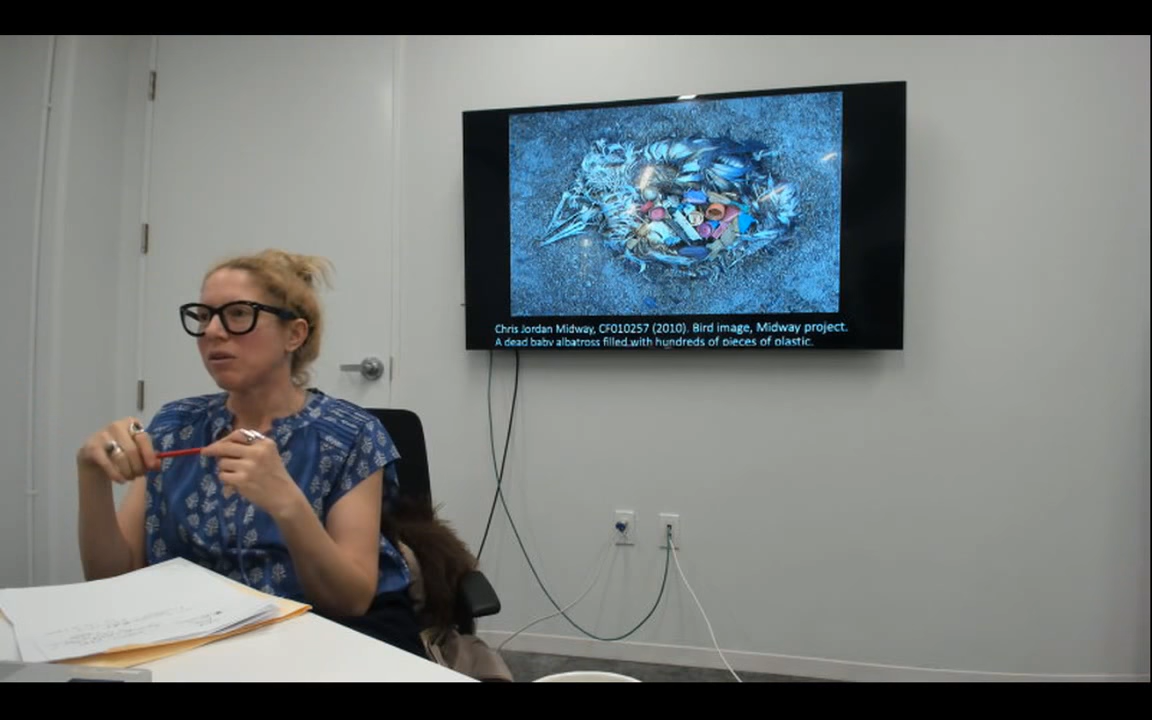 Chris Jordan Midway, CF010257 (2010). Bird image, Midway project.
A dead baby albatross filled with hundreds of pieces of plastic.